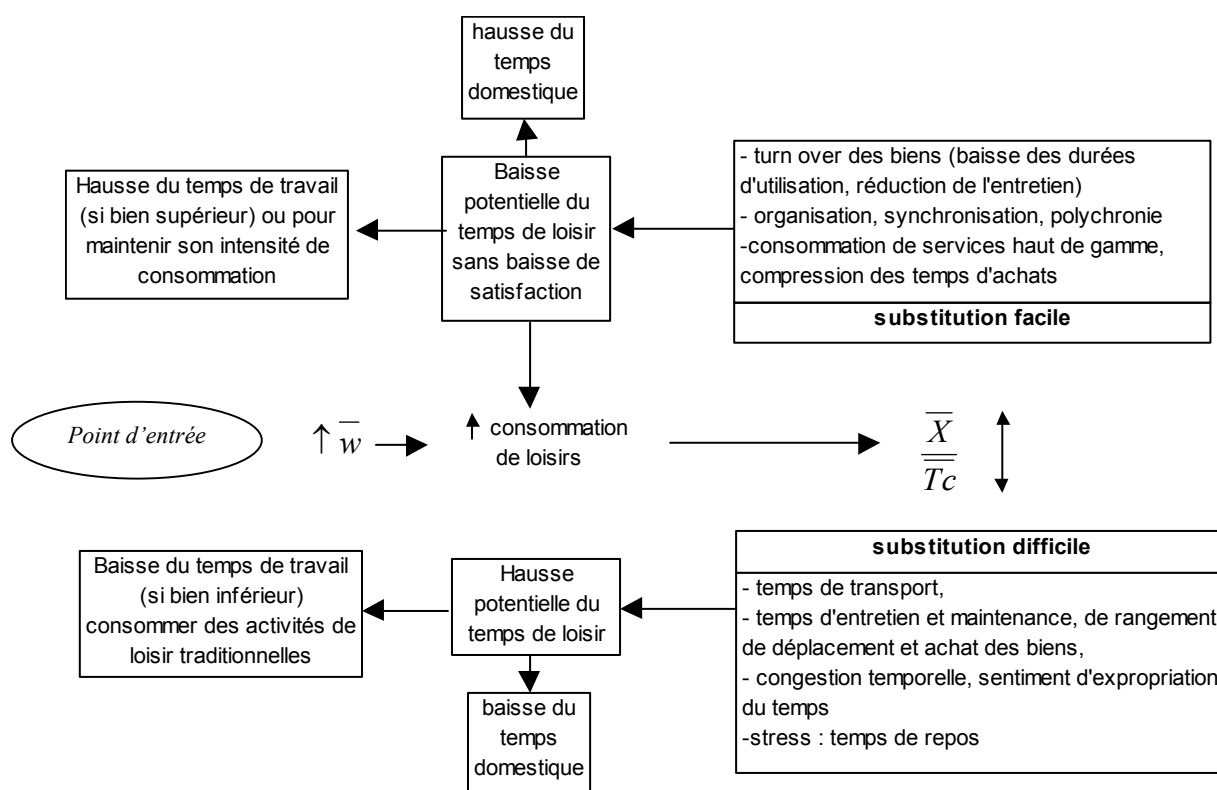 hausse du
temps
domestique
Hausse du temps de travail
(si bien supérieur) ou pour
maintenir son intensité de
consommation
Baisse
potentielle du
temps de loisir
sans baisse de
satisfaction
- turn over des biens (baisse des durées
d'utilisation, réduction de l'entretien)
- organisation, synchronisation, polychronie
-consommation de services haut de gamme,
compression des temps d'achats
substitution facile
Point d’entrée
↑ w̅
↑ consommation
de loisirs
X̅
T̅c̅
substitution difficile
- temps de transport,
- temps d'entretien et maintenance, de rangement
de déplacement et achat des biens,
- congestion temporelle, sentiment d'expropriation
du temps
-stress : temps de repos
Baisse du temps de travail
(si bien inférieur)
consommer des activités de
loisir traditionnelles
Hausse
potentielle du
temps de loisir
baisse du
temps
domestique